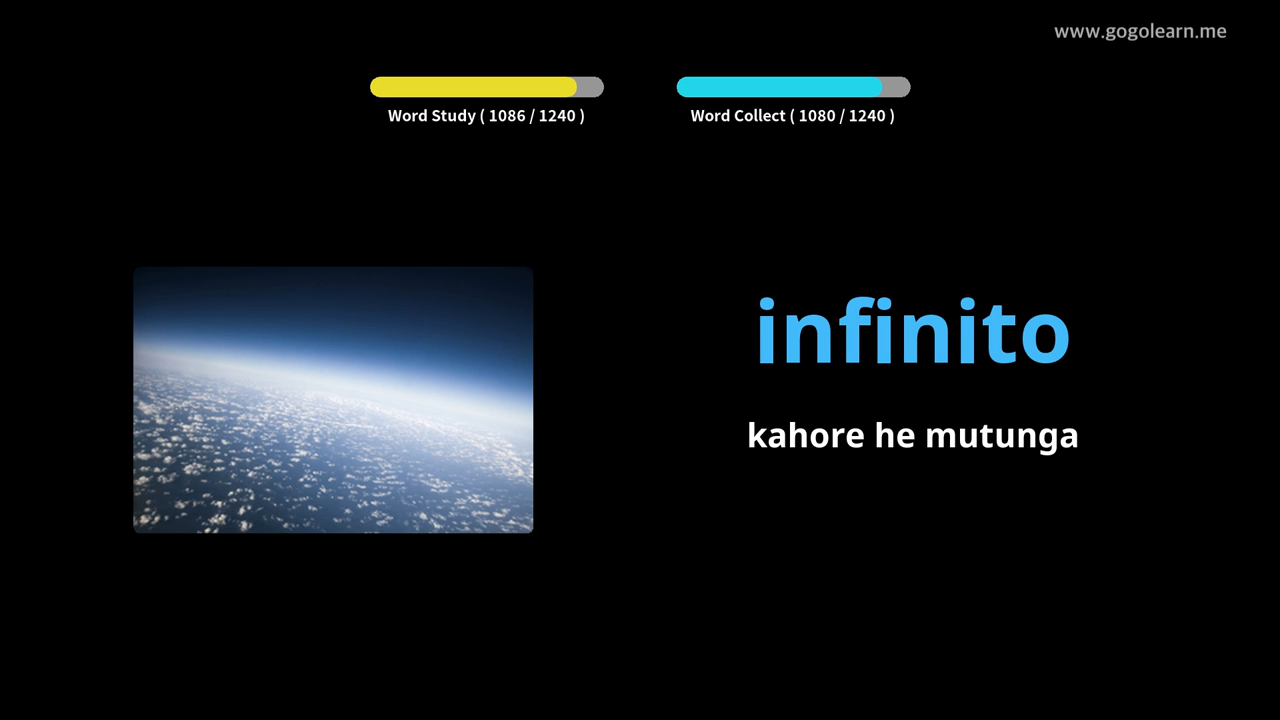 www.gogolearn.me
Word Study ( 1086 / 1240 )
Word Collect ( 1080 / 1240 )
infinito
kahore he mutunga